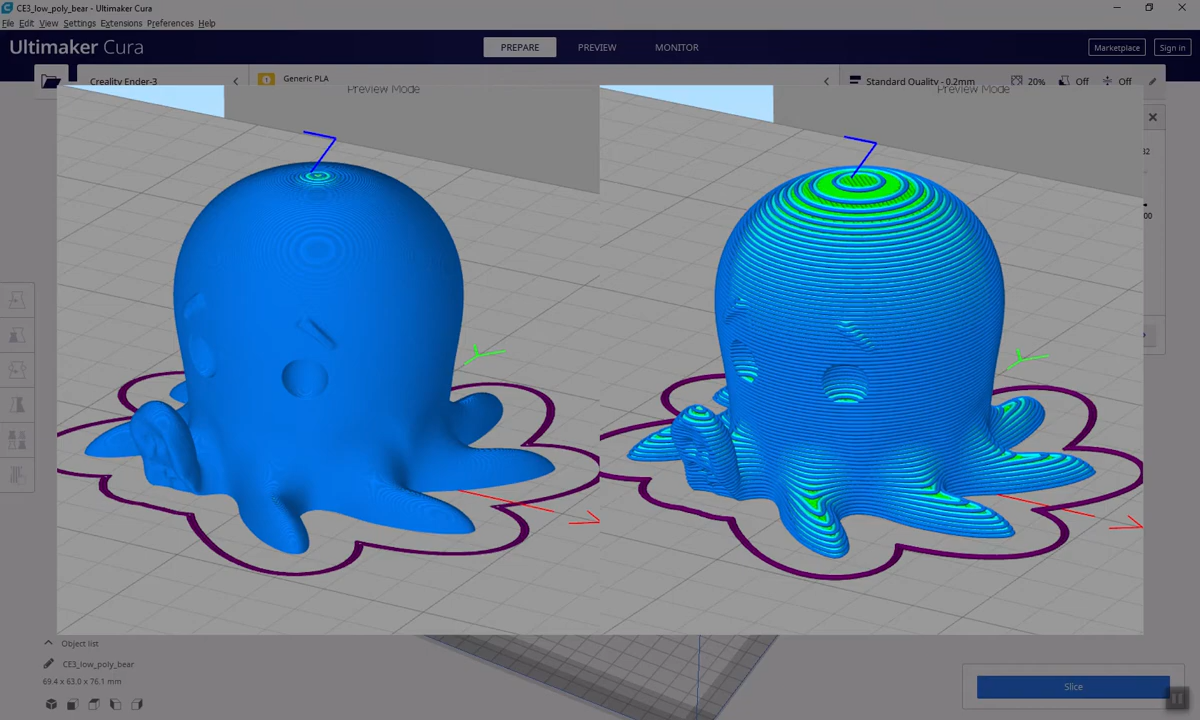 CE3_low_poly_bear - Ultimaker Cura
File Edit View Settings Extensions Preferences Help
Ultimaker Cura
PREPARE
PREVIEW
MONITOR
Marketplace
Sign in
Creality Ender-3
1
Generic PLA
Standard Quality - 0.2mm
20%
Off
Off
Preview Mode
Preview Mode
Object list
CE3_low_poly_bear
69.4 x 63.0 x 76.1 mm
Slice